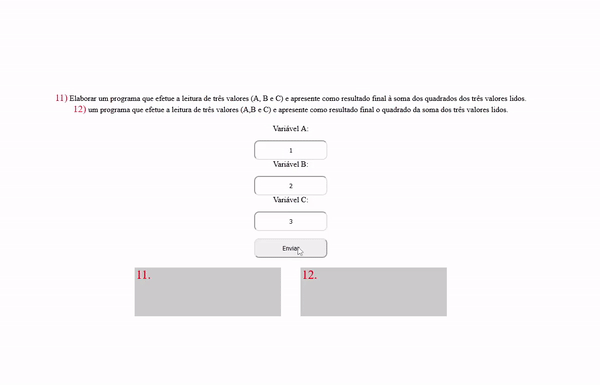 11) Elaborar um programa que efetue a leitura de três valores (A, B e C) e apresente como resultado final à soma dos quadrados dos três valores lidos.
12) um programa que efetue a leitura de três valores (A,B e C) e apresente como resultado final o quadrado da soma dos três valores lidos.
Variável A:
1
Variável B:
2
Variável C:
3
Enviar
11. 12.